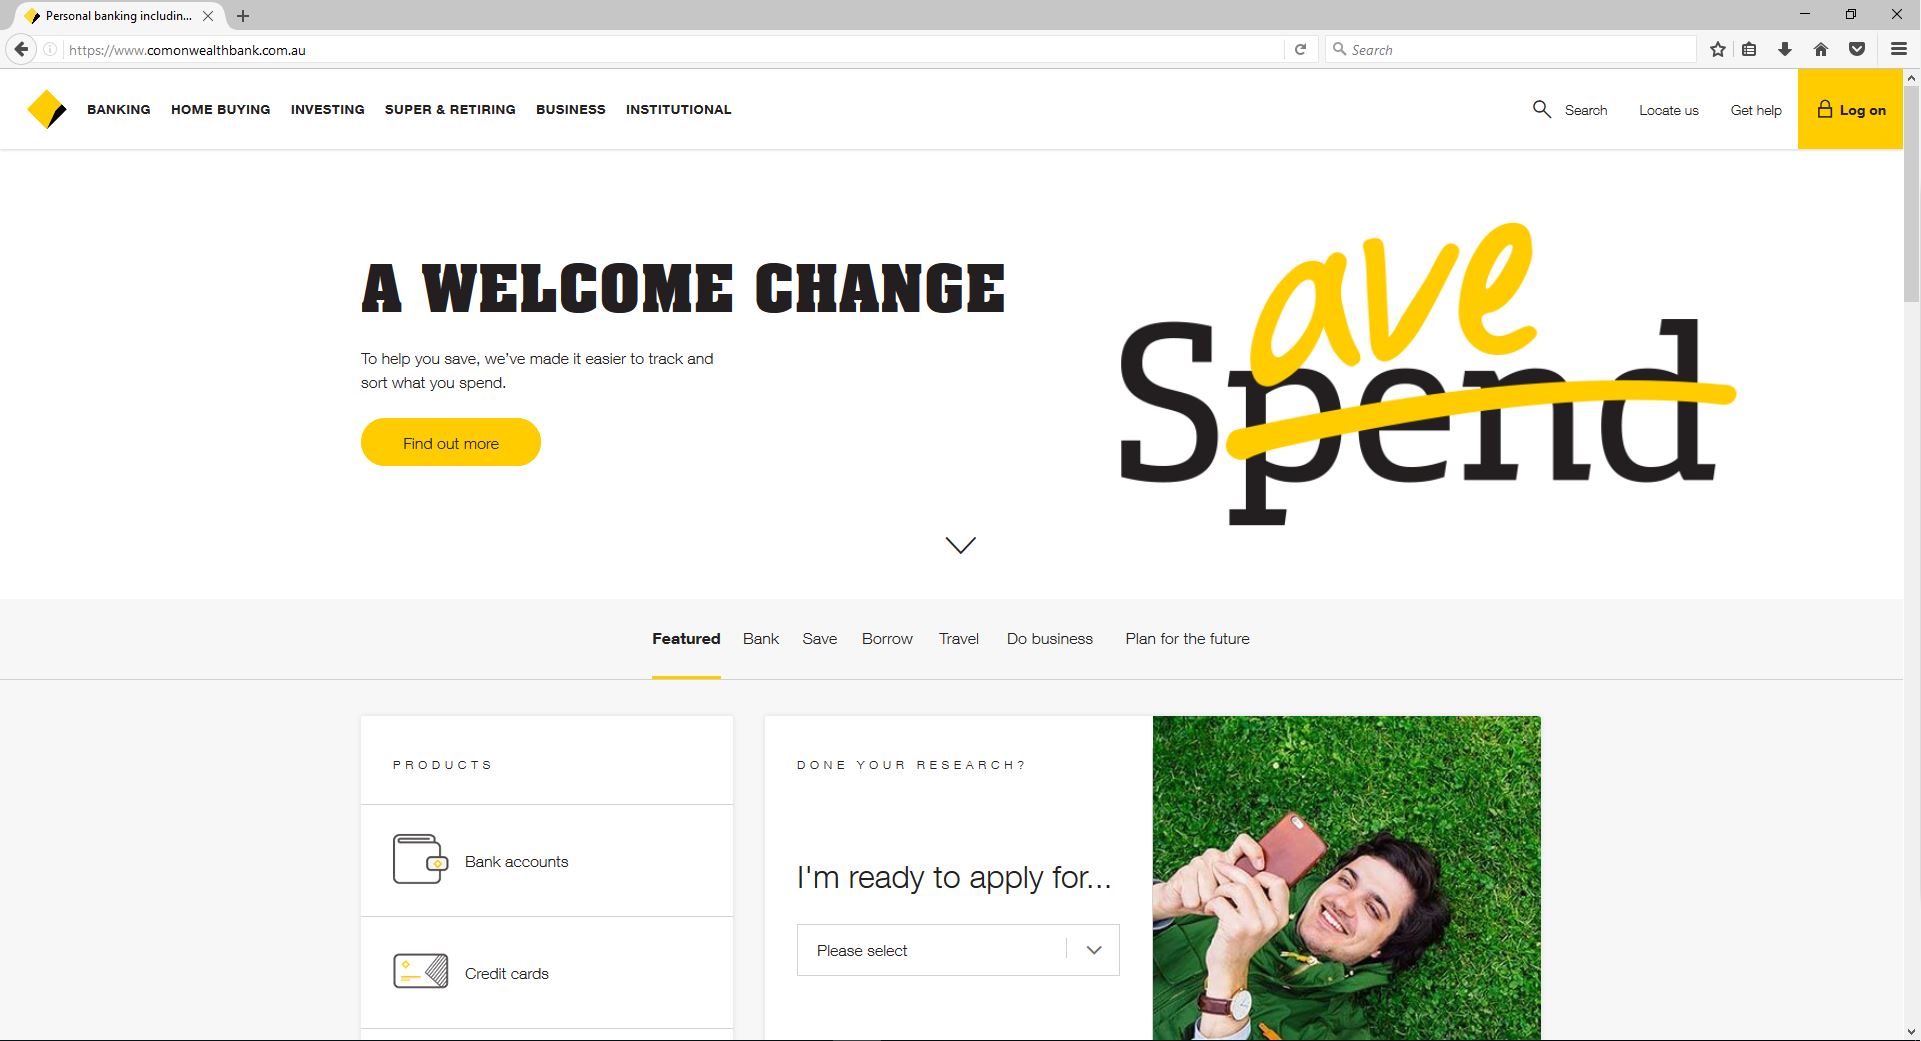 Personal banking includin...
https://www.comonwealthbank.com.au
Search
BANKING HOME BUYING INVESTING SUPER & RETIRING BUSINESS INSTITUTIONAL
Search Locate us Get help Log on
A WELCOME CHANGE
To help you save, we've made it easier to track and
sort what you spend.
Find out more
ave
Spend
Featured Bank Save Borrow Travel Do business Plan for the future
PRODUCTS
Bank accounts
Credit cards
DONE YOUR RESEARCH?
I'm ready to apply for...
Please select